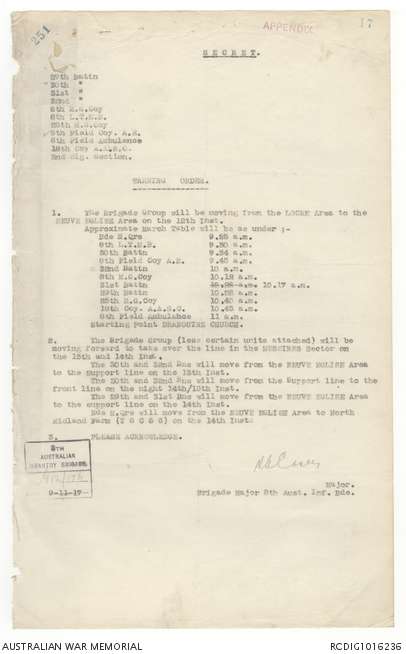 251
APPENDIX
17
SECRET.
29th Battn
30th "
31st "
32nd "
8th M.G.Coy
8th L.T.M.B.
25th M.G.Coy
8th Field Coy. A.E.
8th Field Ambulance
18th Coy A.A.S.C.
2nd Sig. Section.
WARNING ORDER.
1. The Brigade Group will be moving from the LOCRE Area to the
NEUVE EGLISE Area on the 12th Inst.
Approximate March Table will be as under :-
Bde H.Qrs 9.25 a.m.
8th L.T.M.B. 9.30 a.m.
30th Battn 9.34 a.m.
8th Field Coy A.E. 9.45 a.m.
32nd Battn 10 a.m.
8th M.G.Coy 10.12 a.m.
31st Battn a.m. 10.17 a.m.
29th Battn 10.28 a.m.
25th M.G.Coy 10.40 a.m.
18th Coy. A.A.S.C. 10.45 a.m.
8th Field Ambulance 11 a.m.
Starting Point DRANOUTRE CHURCH.
2. The Brigade Group (less certain units attached) will be
moving forward to take over the line in the MESSINES Sector on
the 13th and 14th Inst.
The 30th and 32nd Bns will move from the NEUVE EGLISE Area
to the Support line on the 13th Inst.
The 30th and 32nd Bns will move from the Support line to the
front line on the night 14th/15th Inst.
The 29th and 31st Bns will move from the NEUVE EGLISE Area to
the support line on the 14th Inst.
Bde H.Qrs will move from the NEUVE EGLISE Area to North
Midland Farm on the 14th Inst.
3. PLEASE ACKNOWLEDGE.
8TH
AUSTRALIAN
INFANTRY BRIGADE.
9-11-17
Major.
Brigade Major 8th Aust. Inf. Bde.
AUSTRALIAN WAR MEMORIAL
RCDIG1016236